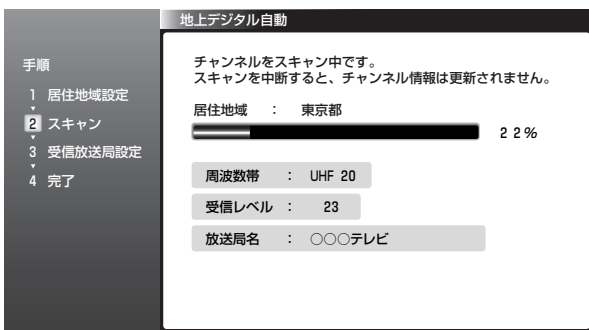 地上デジタル自動
手順
1 居住地域設定
2 スキャン
3 受信放送局設定
4 完了
チャンネルをスキャン中です。
スキャンを中断すると、チャンネル情報は更新されません。
居住地域 : 東京都
22%
周波数帯 : UHF 20
受信レベル : 23
放送局名 : ○○○テレビ